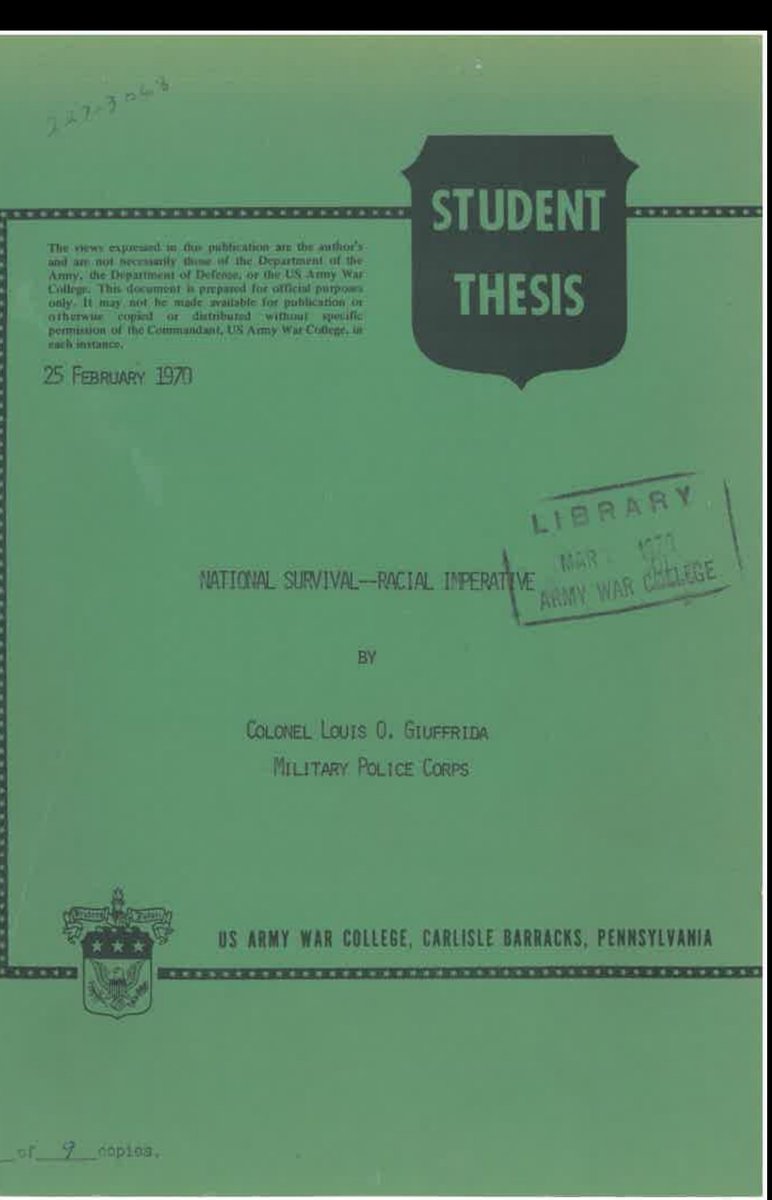 227-3048
STUDENT
THESIS
The views expressed in this publication are the author's
and are not necessarily those of the Department of the
Army, the Department of Defense, or the US Army War
College. This document is prepared for official purposes
only. It may not be made available for publication or
otherwise copied or distributed without specific
permission of the Commandant, US Army War College, in
each instance.
25 FEBRUARY 1970
LIBRARY
MAR 1970
ARMY WAR COLLEGE
NATIONAL SURVIVAL--RACIAL IMPERATIVE
BY
COLONEL LOUIS O. GIUFFRIDA
MILITARY POLICE CORPS
US ARMY WAR COLLEGE, CARLISLE BARRACKS, PENNSYLVANIA
of 9 copies.